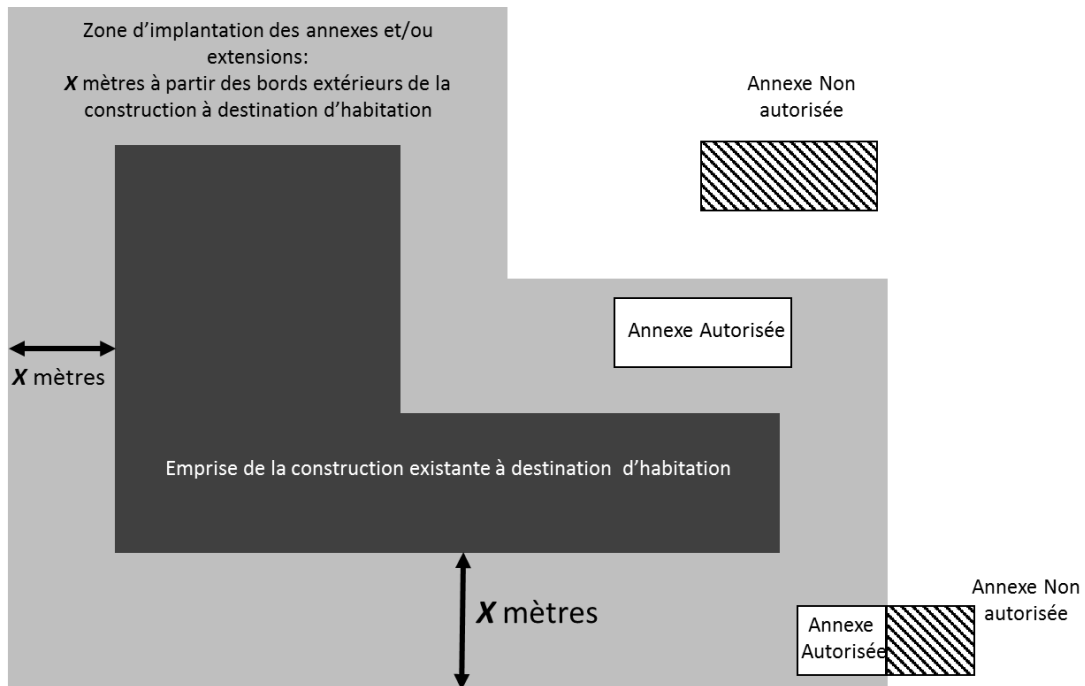 Zone d’implantation des annexes et/ou
extensions:
X mètres à partir des bords extérieurs de la
construction à destination d’habitation
Annexe Non
autorisée
Annexe Autorisée
X mètres
Emprise de la construction existante à destination d’habitation
X mètres
Annexe Non
autorisée
Annexe
Autorisée